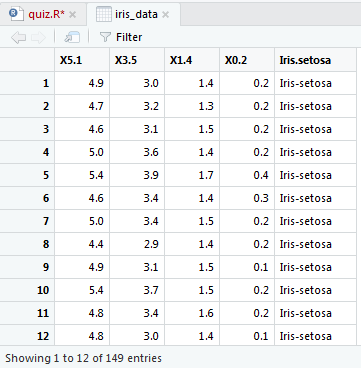 quiz.R* iris_data
Filter
X5.1 X3.5 X1.4 X0.2 Iris.setosa
1 4.9 3.0 1.4 0.2 Iris-setosa
2 4.7 3.2 1.3 0.2 Iris-setosa
3 4.6 3.1 1.5 0.2 Iris-setosa
4 5.0 3.6 1.4 0.2 Iris-setosa
5 5.4 3.9 1.7 0.4 Iris-setosa
6 4.6 3.4 1.4 0.3 Iris-setosa
7 5.0 3.4 1.5 0.2 Iris-setosa
8 4.4 2.9 1.4 0.2 Iris-setosa
9 4.9 3.1 1.5 0.1 Iris-setosa
10 5.4 3.7 1.5 0.2 Iris-setosa
11 4.8 3.4 1.6 0.2 Iris-setosa
12 4.8 3.0 1.4 0.1 Iris-setosa
Showing 1 to 12 of 149 entries